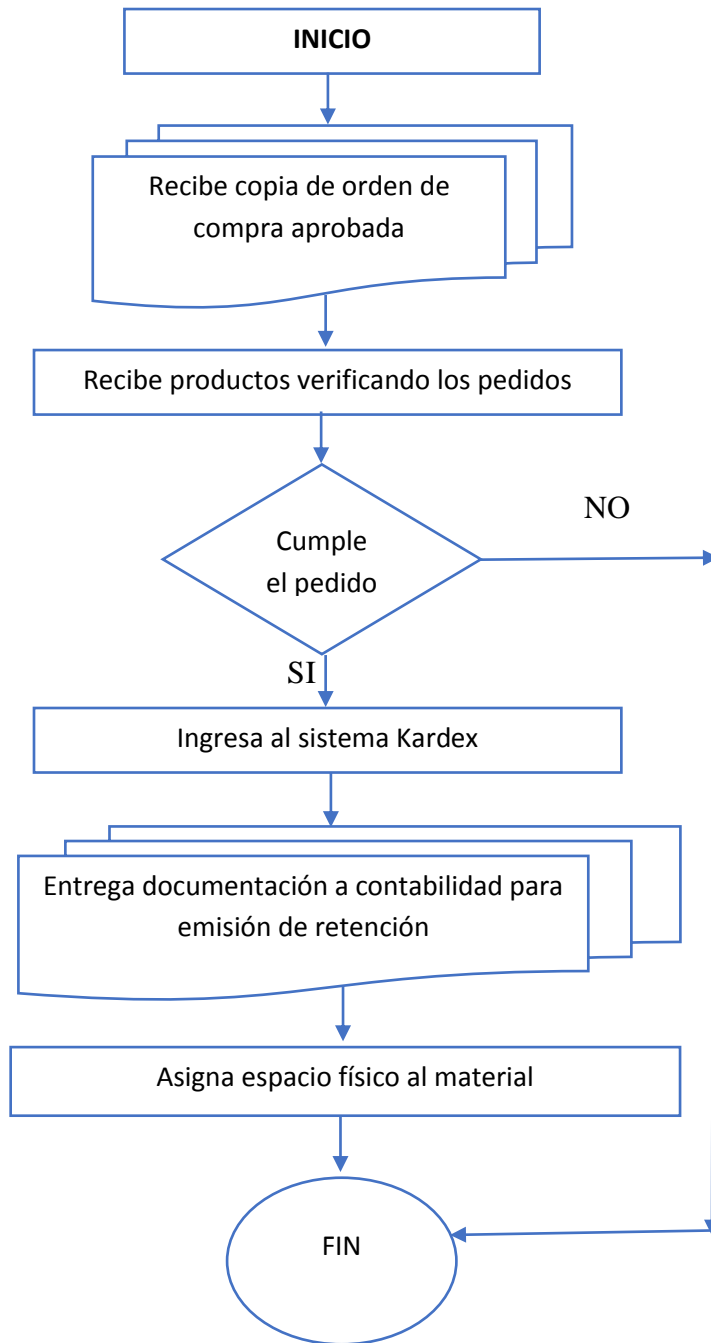 INICIO
Recibe copia de orden de
compra aprobada
Recibe productos verificando los pedidos
NO
Cumple
el pedido
SI
Ingresa al sistema Kardex
Entrega documentación a contabilidad para
emisión de retención
Asigna espacio físico al material
FIN